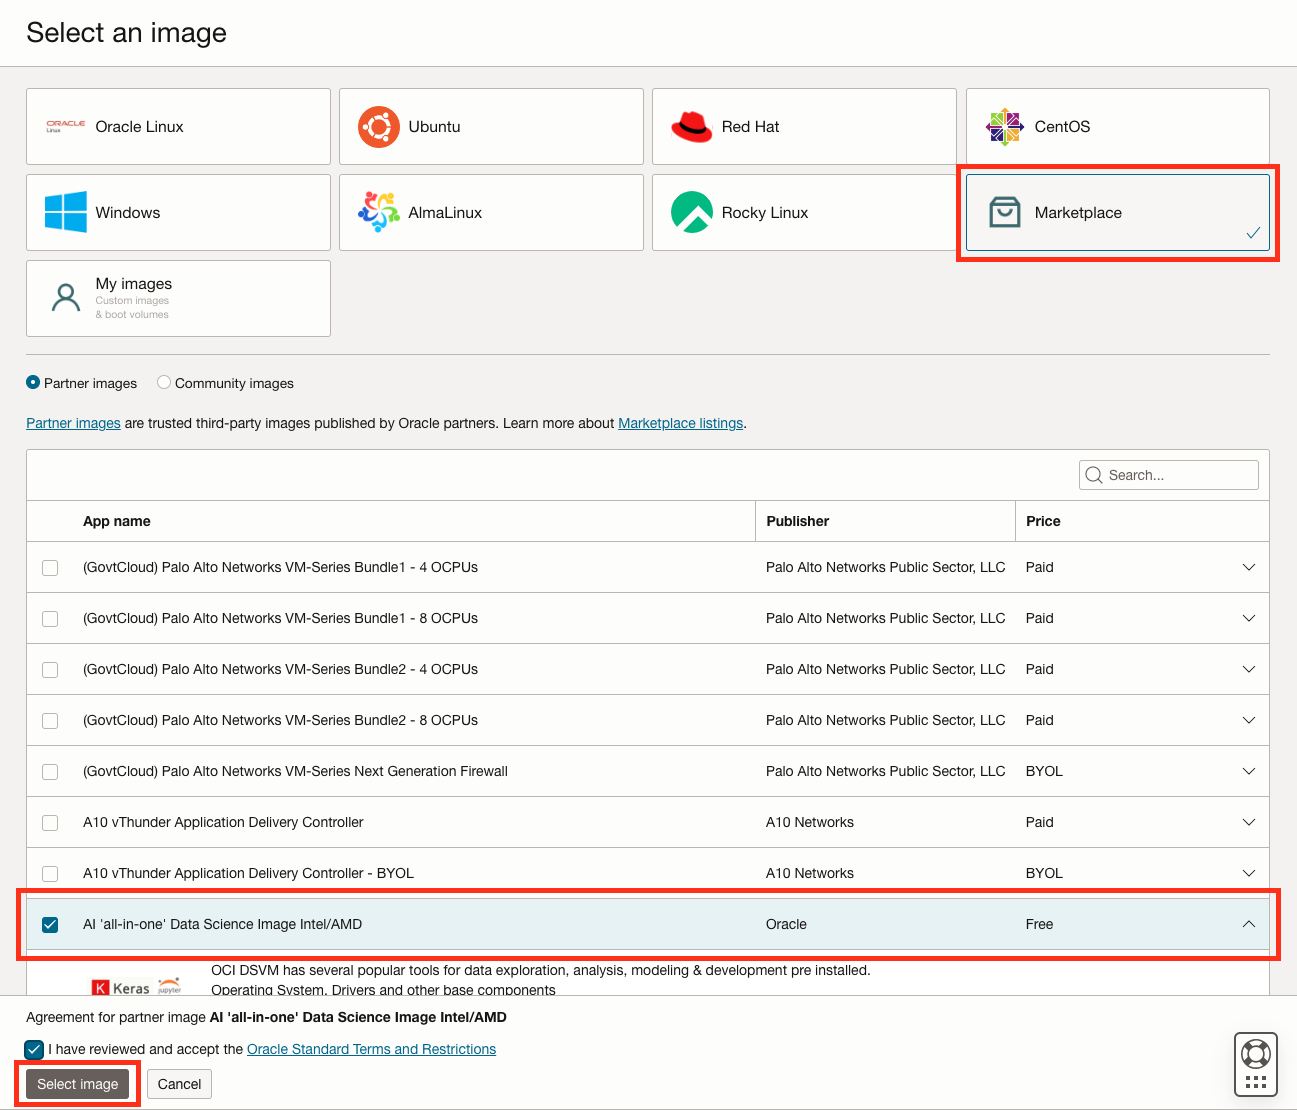 Select an image
ORACLE
Linux
Oracle Linux
Ubuntu
Red Hat
CentOS
Windows
AlmaLinux
Rocky Linux
Marketplace
My images
Custom images
& boot volumes
Partner images
Community images
Partner images are trusted third-party images published by Oracle partners. Learn more about Marketplace listings.
Search...
App name Publisher Price
(GovtCloud) Palo Alto Networks VM-Series Bundle1 - 4 OCPUs Palo Alto Networks Public Sector, LLC Paid
(GovtCloud) Palo Alto Networks VM-Series Bundle1 - 8 OCPUs Palo Alto Networks Public Sector, LLC Paid
(GovtCloud) Palo Alto Networks VM-Series Bundle2 - 4 OCPUs Palo Alto Networks Public Sector, LLC Paid
(GovtCloud) Palo Alto Networks VM-Series Bundle2 - 8 OCPUs Palo Alto Networks Public Sector, LLC Paid
(GovtCloud) Palo Alto Networks VM-Series Next Generation Firewall Palo Alto Networks Public Sector, LLC BYOL
A10 vThunder Application Delivery Controller A10 Networks Paid
A10 vThunder Application Delivery Controller - BYOL A10 Networks BYOL
AI 'all-in-one' Data Science Image Intel/AMD Oracle Free
OCI DSVM has several popular tools for data exploration, analysis, modeling & development pre installed.
K Keras jupyter
Operating System, Drivers and other base components
Agreement for partner image AI 'all-in-one' Data Science Image Intel/AMD
I have reviewed and accept the Oracle Standard Terms and Restrictions
Select image
Cancel